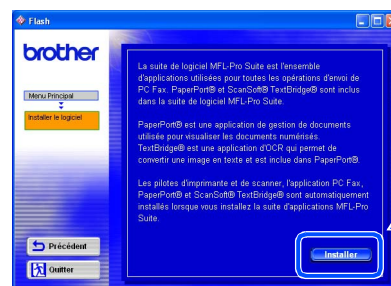 Flash
brother
Menu Principal
Installer le logiciel
La suite de logiciel MFL-Pro Suite est l'ensemble
d'applications utilisées pour toutes les opérations d'envoi de
PC Fax. PaperPort® et ScanSoft® TextBridge® sont inclus
dans la suite de logiciel MFL-Pro Suite.
PaperPort® est une application de gestion de documents
utilisée pour visualiser les documents numérisés.
TextBridge® est une application d'OCR qui permet de
convertir une image en texte et est incluse dans PaperPort®.
Les pilotes d'imprimante et de scanner, l'application PC Fax,
PaperPort® et ScanSoft® TextBridge® sont automatiquement
installés lorsque vous installez la suite d'applications MFL-Pro
Suite.
Précédent
Quitter
Installer